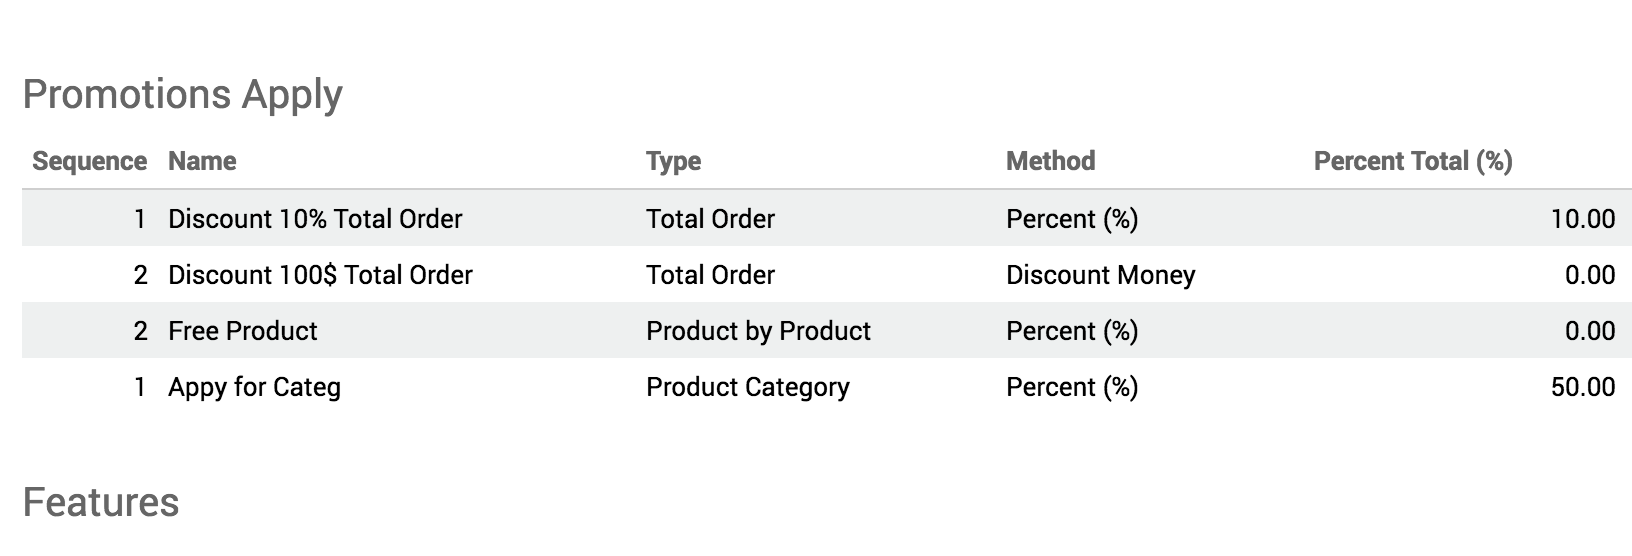 Promotions Apply
Sequence Name Type Method Percent Total (%)
1 Discount 10% Total Order Total Order Percent (%) 10.00
2 Discount 100$ Total Order Total Order Discount Money 0.00
2 Free Product Product by Product Percent (%) 0.00
1 Appy for Categ Product Category Percent (%) 50.00
Features